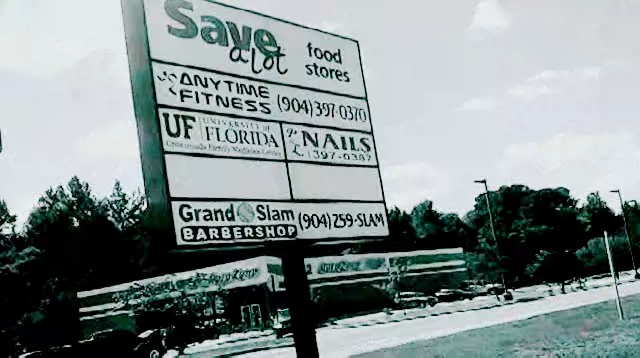 Save
a lot
food
stores
ANYTIME
FITNESS
(904)397-0370
UF
UNIVERSITY of
FLORIDA
NAILS
397-0387
Grand Slam
BARBERSHOP
(904)259-SLAM